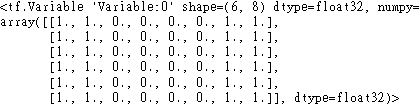 <tf.Variable 'Variable:0' shape=(6, 8) dtype=float32, numpy=
array([[1., 1., 0., 0., 0., 0., 1., 1.],
[1., 1., 0., 0., 0., 0., 1., 1.],
[1., 1., 0., 0., 0., 0., 1., 1.],
[1., 1., 0., 0., 0., 0., 1., 1.],
[1., 1., 0., 0., 0., 0., 1., 1.],
[1., 1., 0., 0., 0., 0., 1., 1.]], dtype=float32)>